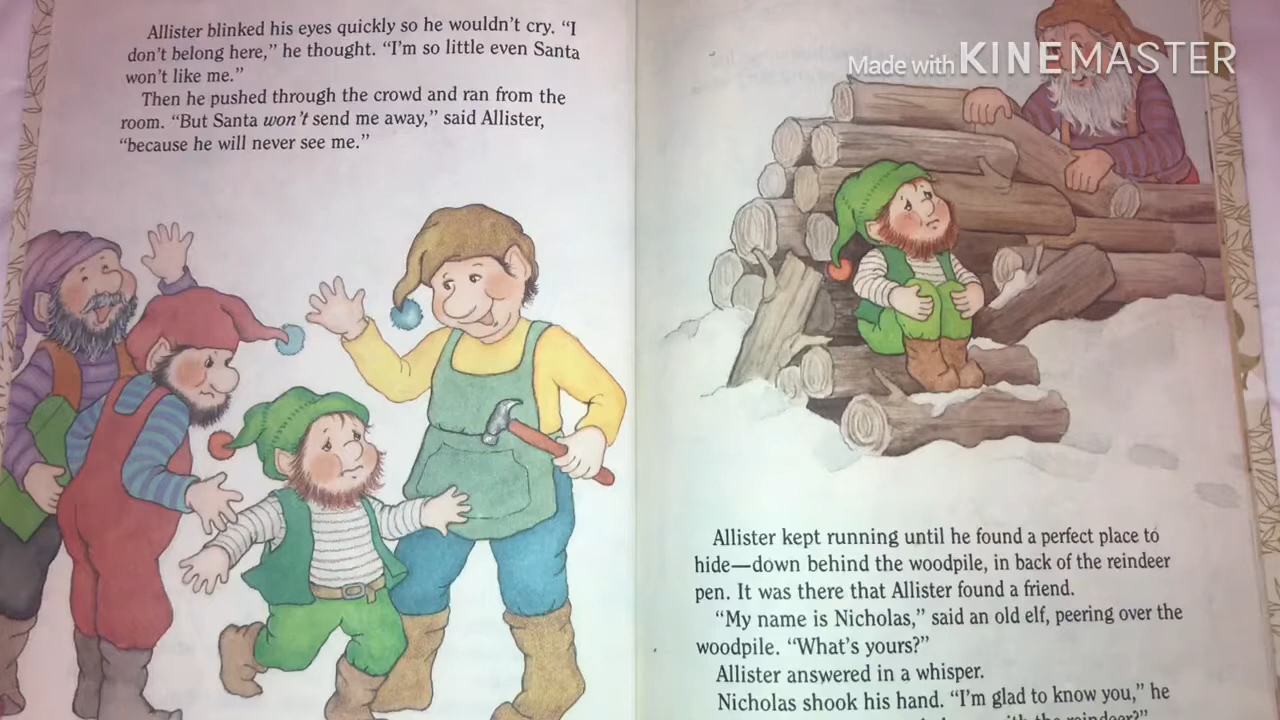 Allister blinked his eyes quickly so he wouldn't cry. "I
don't belong here," he thought. "I'm so little even Santa
won't like me."
Then he pushed through the crowd and ran from the
room. "But Santa won't send me away," said Allister,
"because he will never see me."
Made with KINEMASTER
Allister kept running until he found a perfect place to
hide—down behind the woodpile, in back of the reindeer
pen. It was there that Allister found a friend.
"My name is Nicholas," said an old elf, peering over the
woodpile. "What's yours?"
Allister answered in a whisper.
Nicholas shook his hand. "I'm glad to know you," he
with the reindeer?"